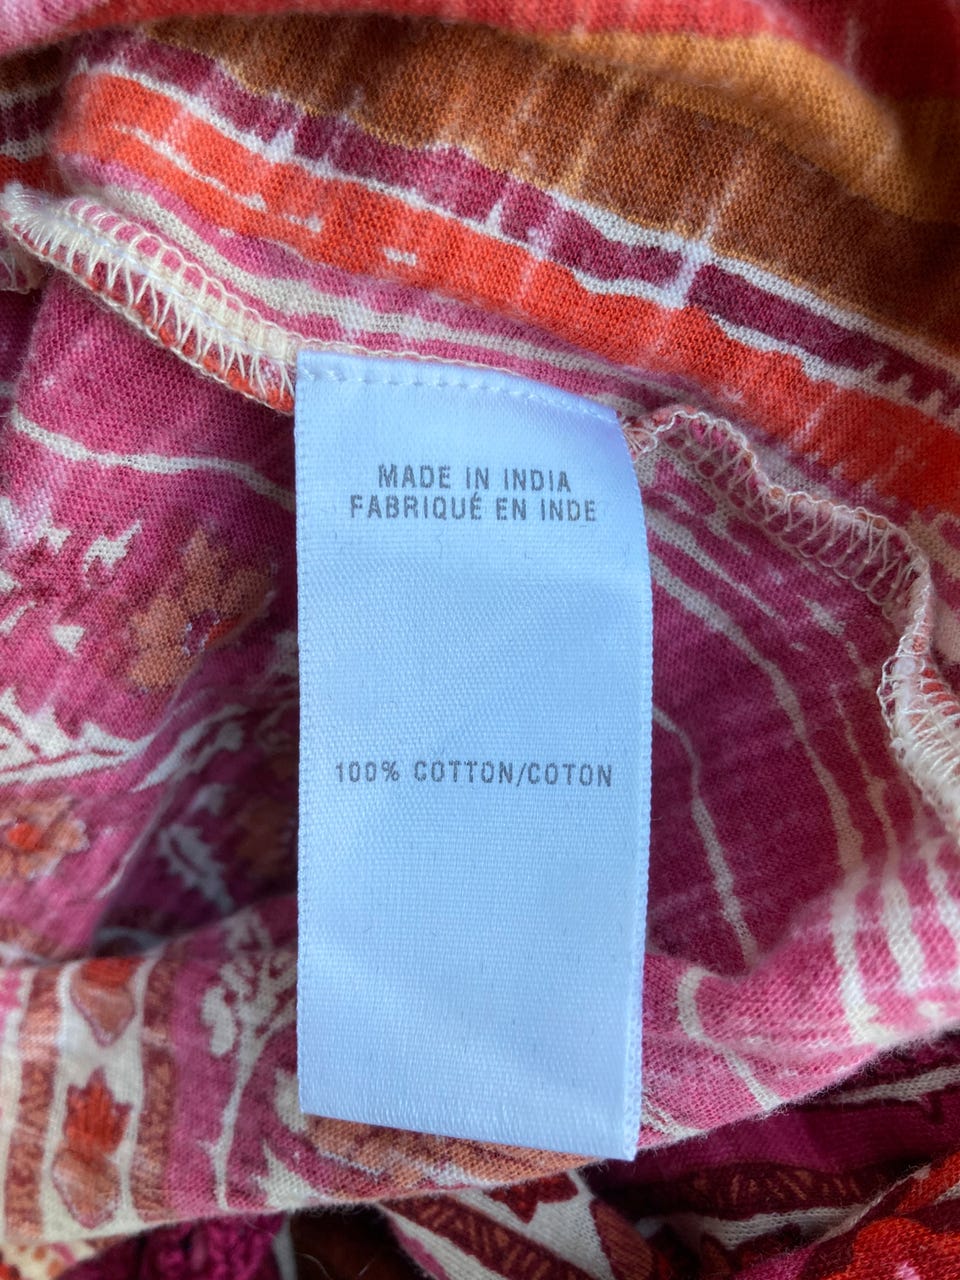 MADE IN INDIA
FABRIQUÉ EN INDE
100% COTTON/COTON